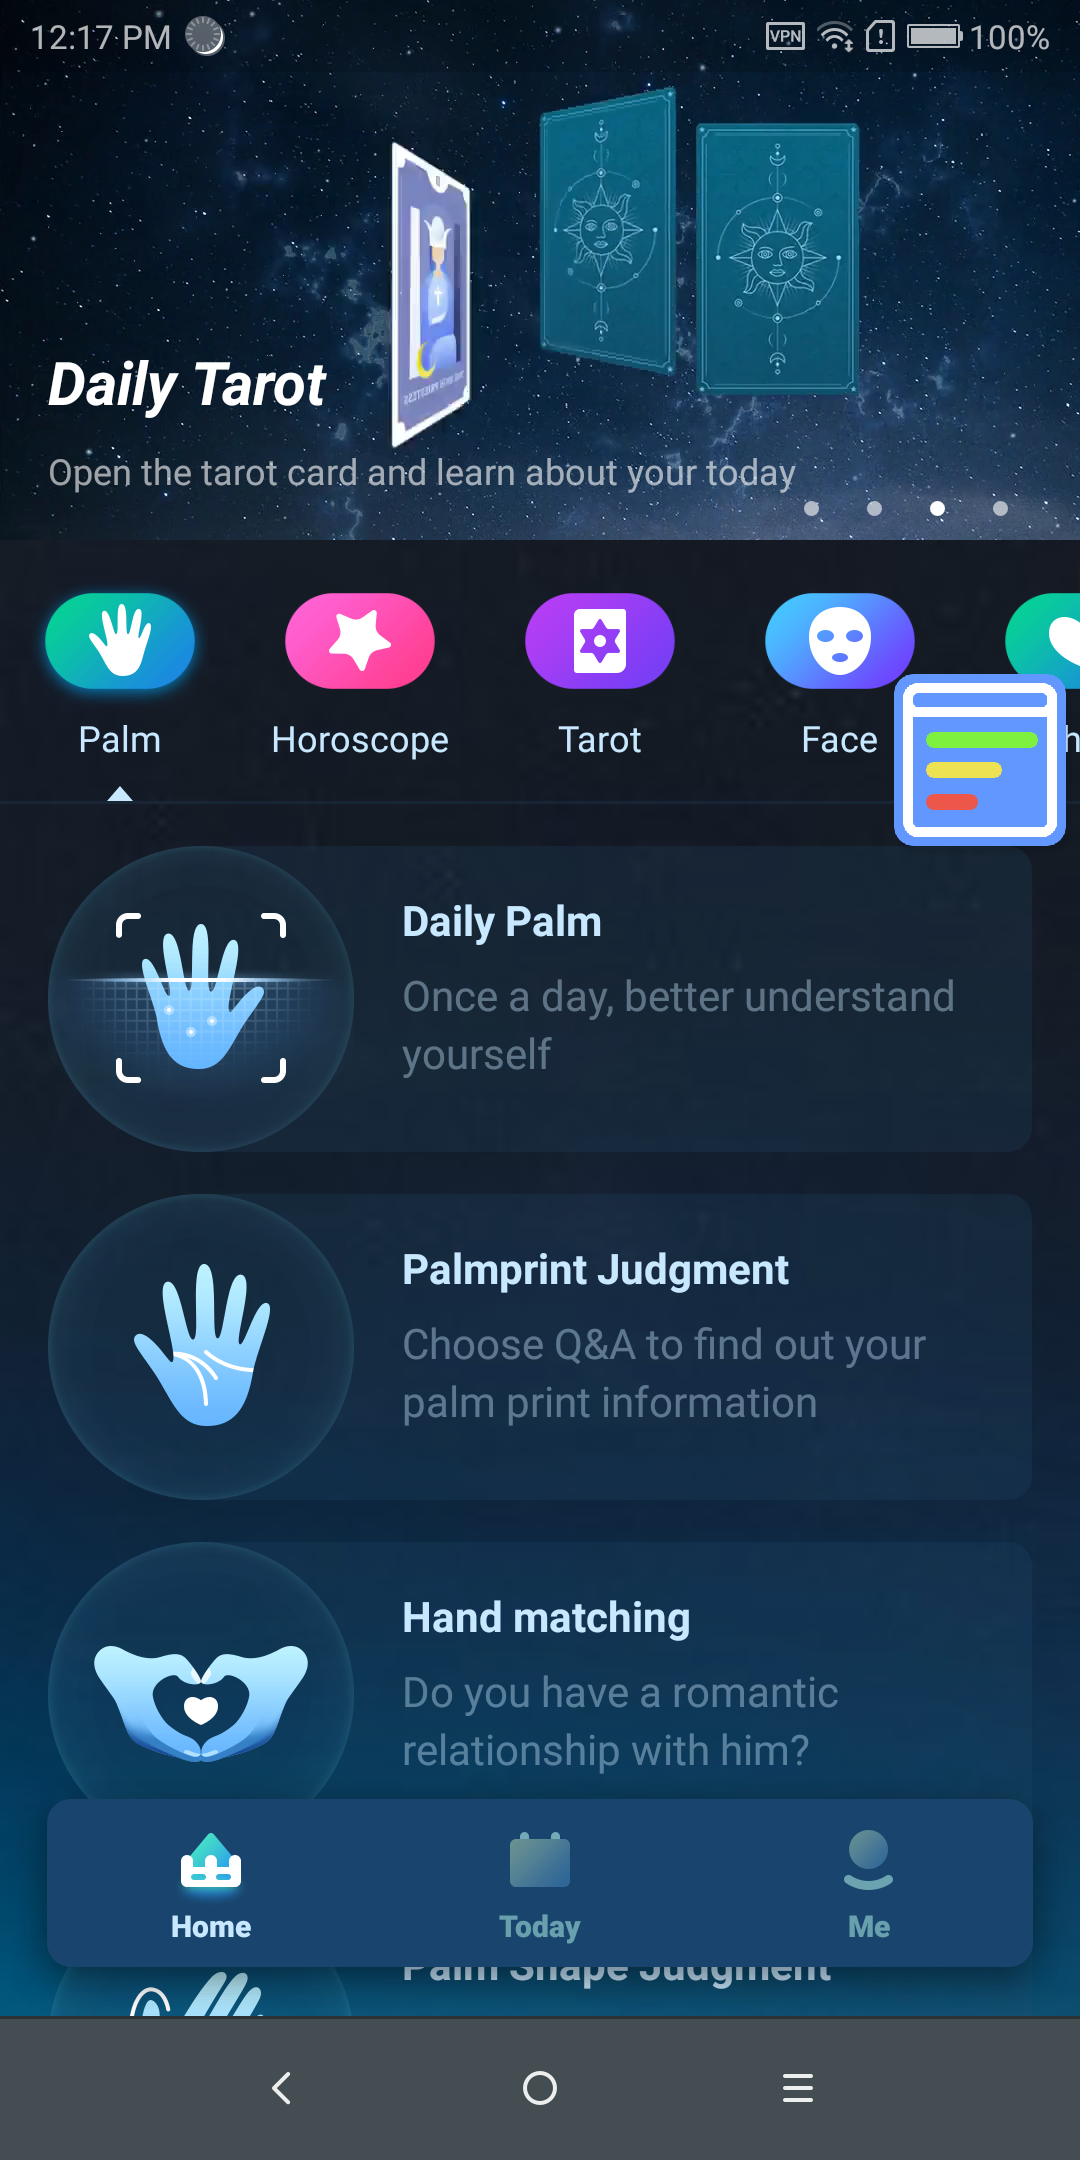 12:17 PM
VPN
100%
Daily Tarot
Open the tarot card and learn about your today
Palm
Horoscope
Tarot
Face
Daily Palm
Once a day, better understand
yourself
Palmprint Judgment
Choose Q&A to find out your
palm print information
Hand matching
Do you have a romantic
relationship with him?
Home
Today
Me
Palm Shape Judgment